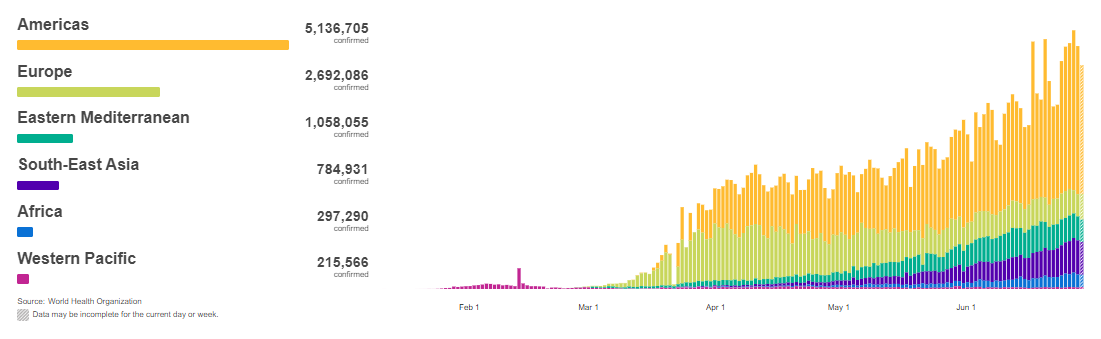 Americas
5,136,705
confirmed
Europe
2,692,086
confirmed
Eastern Mediterranean
1,058,055
confirmed
South-East Asia
784,931
confirmed
Africa
297,290
confirmed
Western Pacific
215,566
confirmed
Source: World Health Organization
Data may be incomplete for the current day or week.
Feb 1 Mar 1 Apr 1 May 1 Jun 1